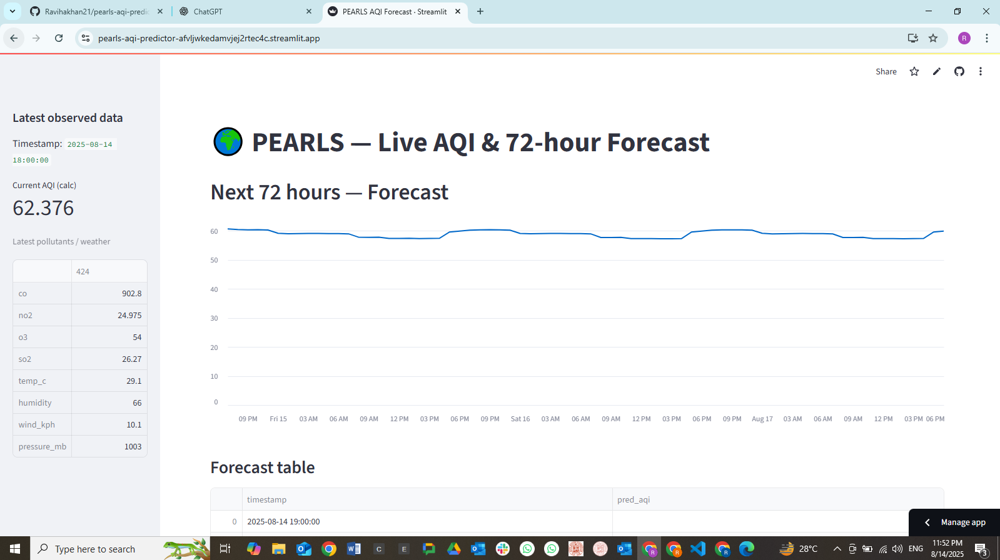 Ravihakhan21/pearls-aqi-predic
ChatGPT
PEARLS AQI Forecast · Streamlit
pearls-aqi-predictor-afvljwkedamvjej2rtec4c.streamlit.app
R
Share
Latest observed data
Timestamp: 2025-08-14
18:00:00
Current AQI (calc)
62.376
Latest pollutants / weather
424
co 902.8
no2 24.975
o3 54
so2 26.27
temp_c 29.1
humidity 66
wind_kph 10.1
pressure_mb 1003
PEARLS — Live AQI & 72-hour Forecast
Next 72 hours — Forecast
60
50
40
30
20
10
0
09 PM Fri 15 03 AM 06 AM 09 AM 12 PM 03 PM 06 PM 09 PM Sat 16 03 AM 06 AM 09 AM 12 PM 03 PM 06 PM 09 PM Aug 17 03 AM 06 AM 09 AM 12 PM 03 PM 06 PM
Forecast table
timestamp pred_aqi
0 2025-08-14 19:00:00
Manage app
Type here to search
C
E
R
R
R
28°C
ENG
11:52 PM
8/14/2025
3